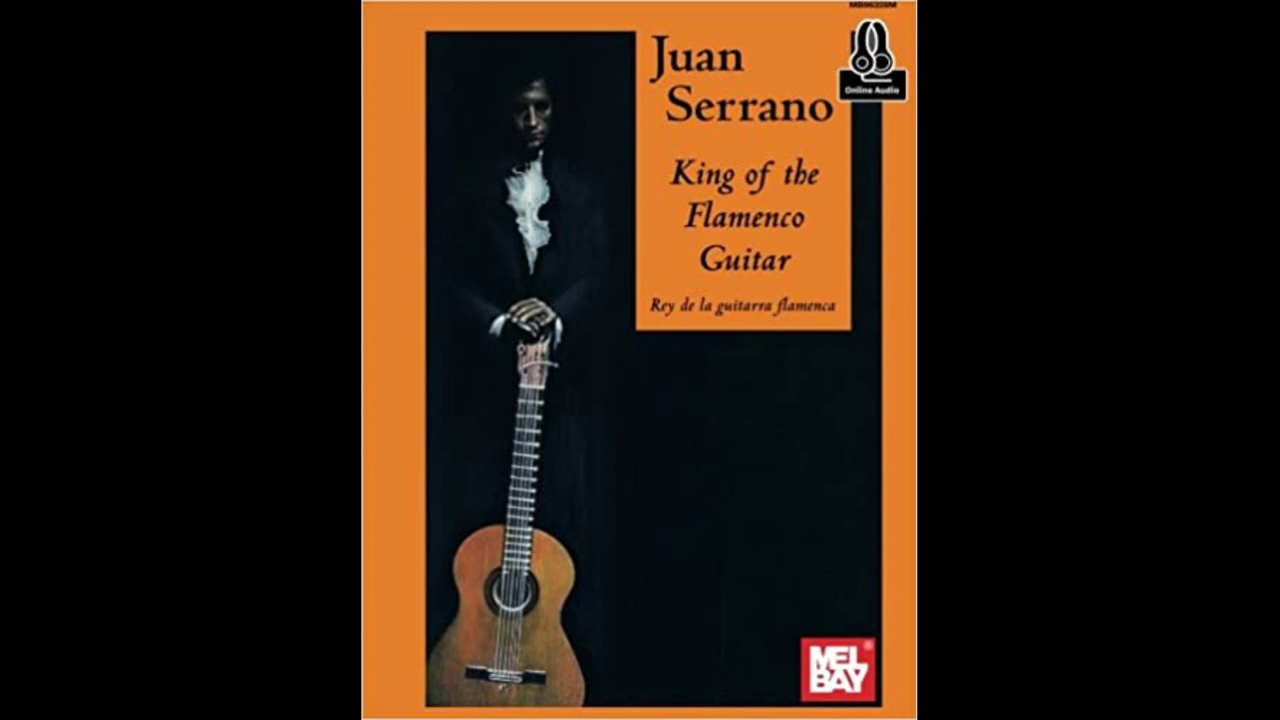 Juan
Serrano
King of the
Flamenco
Guitar
Rey de la guitarra flamenca
Online Audio
MEL
BAY
®